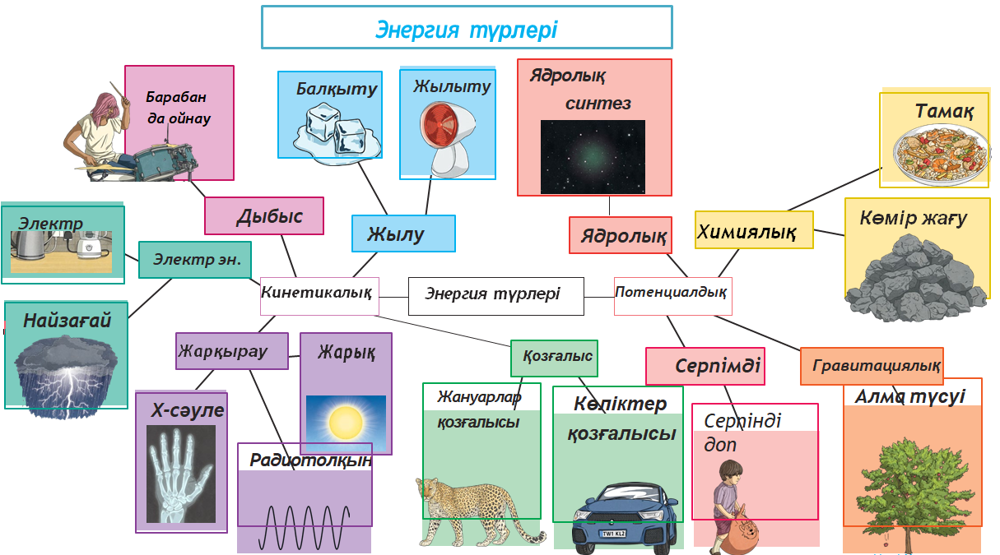 Энергия түрлері
Барабан
да ойнау
Балқыту
Жылыту
Ядролық
синтез
Тамақ
Көмір жағу
Дыбыс
Жылу
Ядролық
Химиялық
Электр
Электр эн.
Найзағай
Кинетикалық
Энергия түрлері
Потенциалдық
Жарқырау
Жарық
Қозғалыс
Серпімді
Гравитациялық
Х-сәуле
Радиотолқын
Жануарлар
қозғалысы
Көліктер
қозғалысы
TW1 KLZ
Серпінді
доп
Алма түсуі